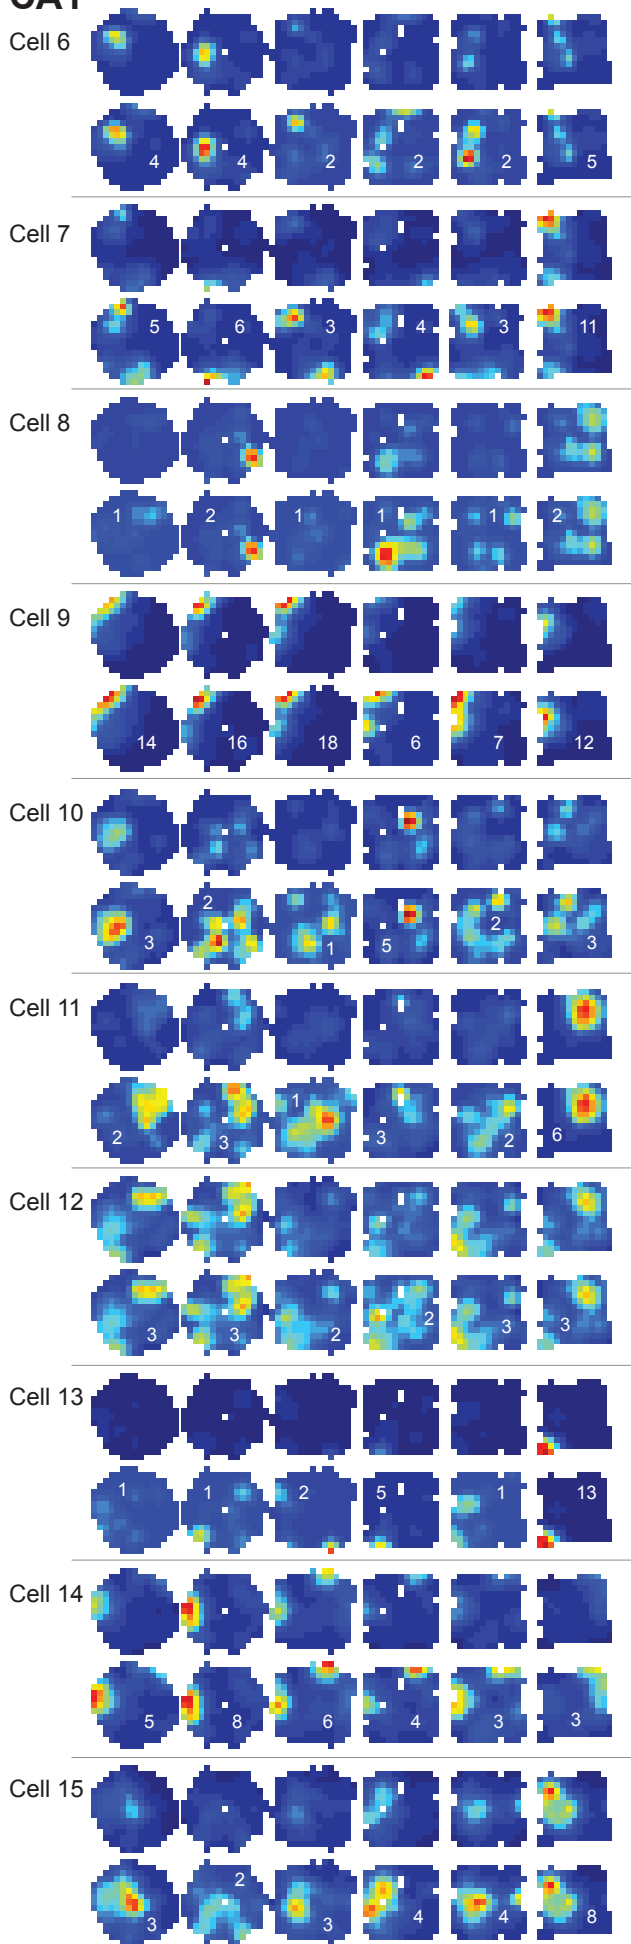 CA1
Cell 6
4 4 2 2 2 5
Cell 7
5 6 3 4 3 11
Cell 8
1 2 1 1 1 2
Cell 9
14 16 18 6 7 12
Cell 10
3 2 1 5 2 3
Cell 11
2 3 1 3 2 6
Cell 12
3 3 2 2 3 3
Cell 13
1 1 2 5 1 13
Cell 14
5 8 6 4 3 3
Cell 15
3 2 3 4 4 8